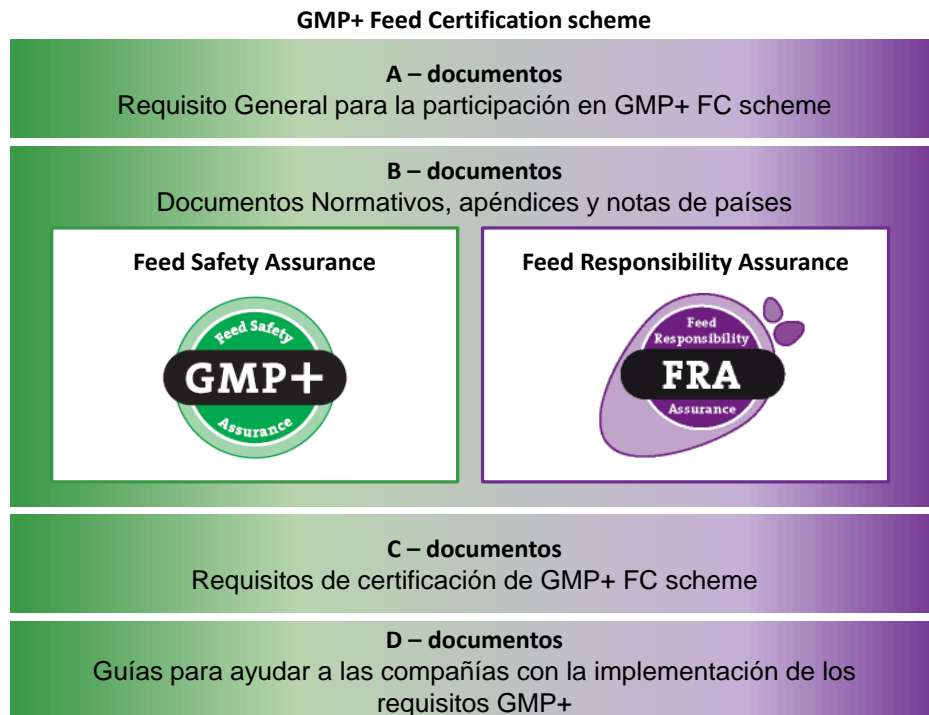 GMP+ Feed Certification scheme
A – documentos
Requisito General para la participación en GMP+ FC scheme
B – documentos
Documentos Normativos, apéndices y notas de países
Feed Safety Assurance
Feed Safety
GMP+
Assurance
Feed Responsibility Assurance
Feed
Responsibility
FRA
Assurance
C – documentos
Requisitos de certificación de GMP+ FC scheme
D – documentos
Guías para ayudar a las compañías con la implementación de los
requisitos GMP+